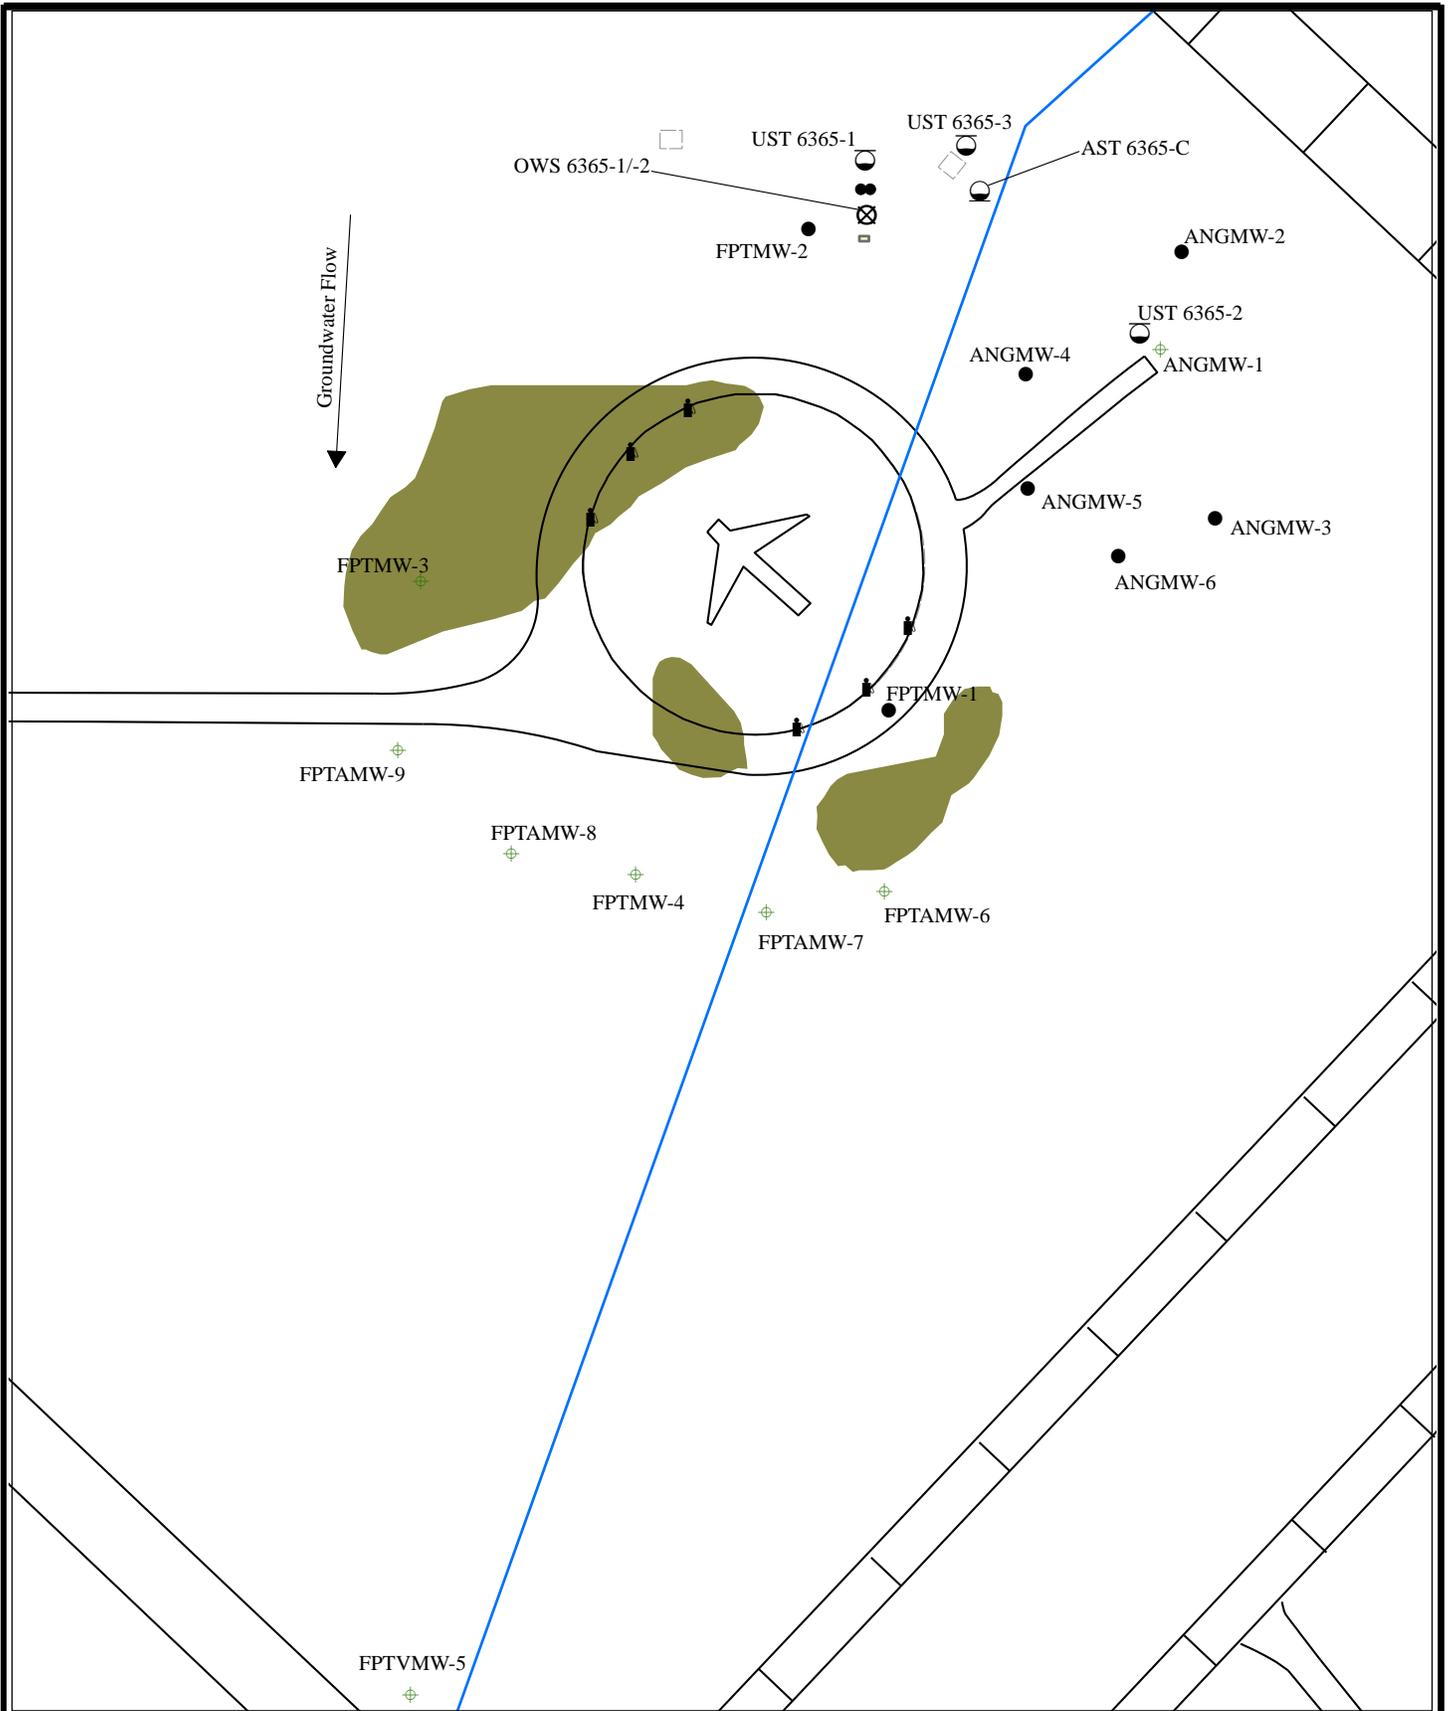 UST 6365-3
UST 6365-1
AST 6365-C
OWS 6365-1/-2
ANGMW-2
FPTMW-2
Groundwater Flow
UST 6365-2
ANGMW-4
ANGMW-1
ANGMW-5
ANGMW-3
FPTMW-3
ANGMW-6
FPTMW-1
FPTAMW-9
FPTAMW-8
FPTMW-4
FPTAMW-6
FPTAMW-7
FPTVMW-5